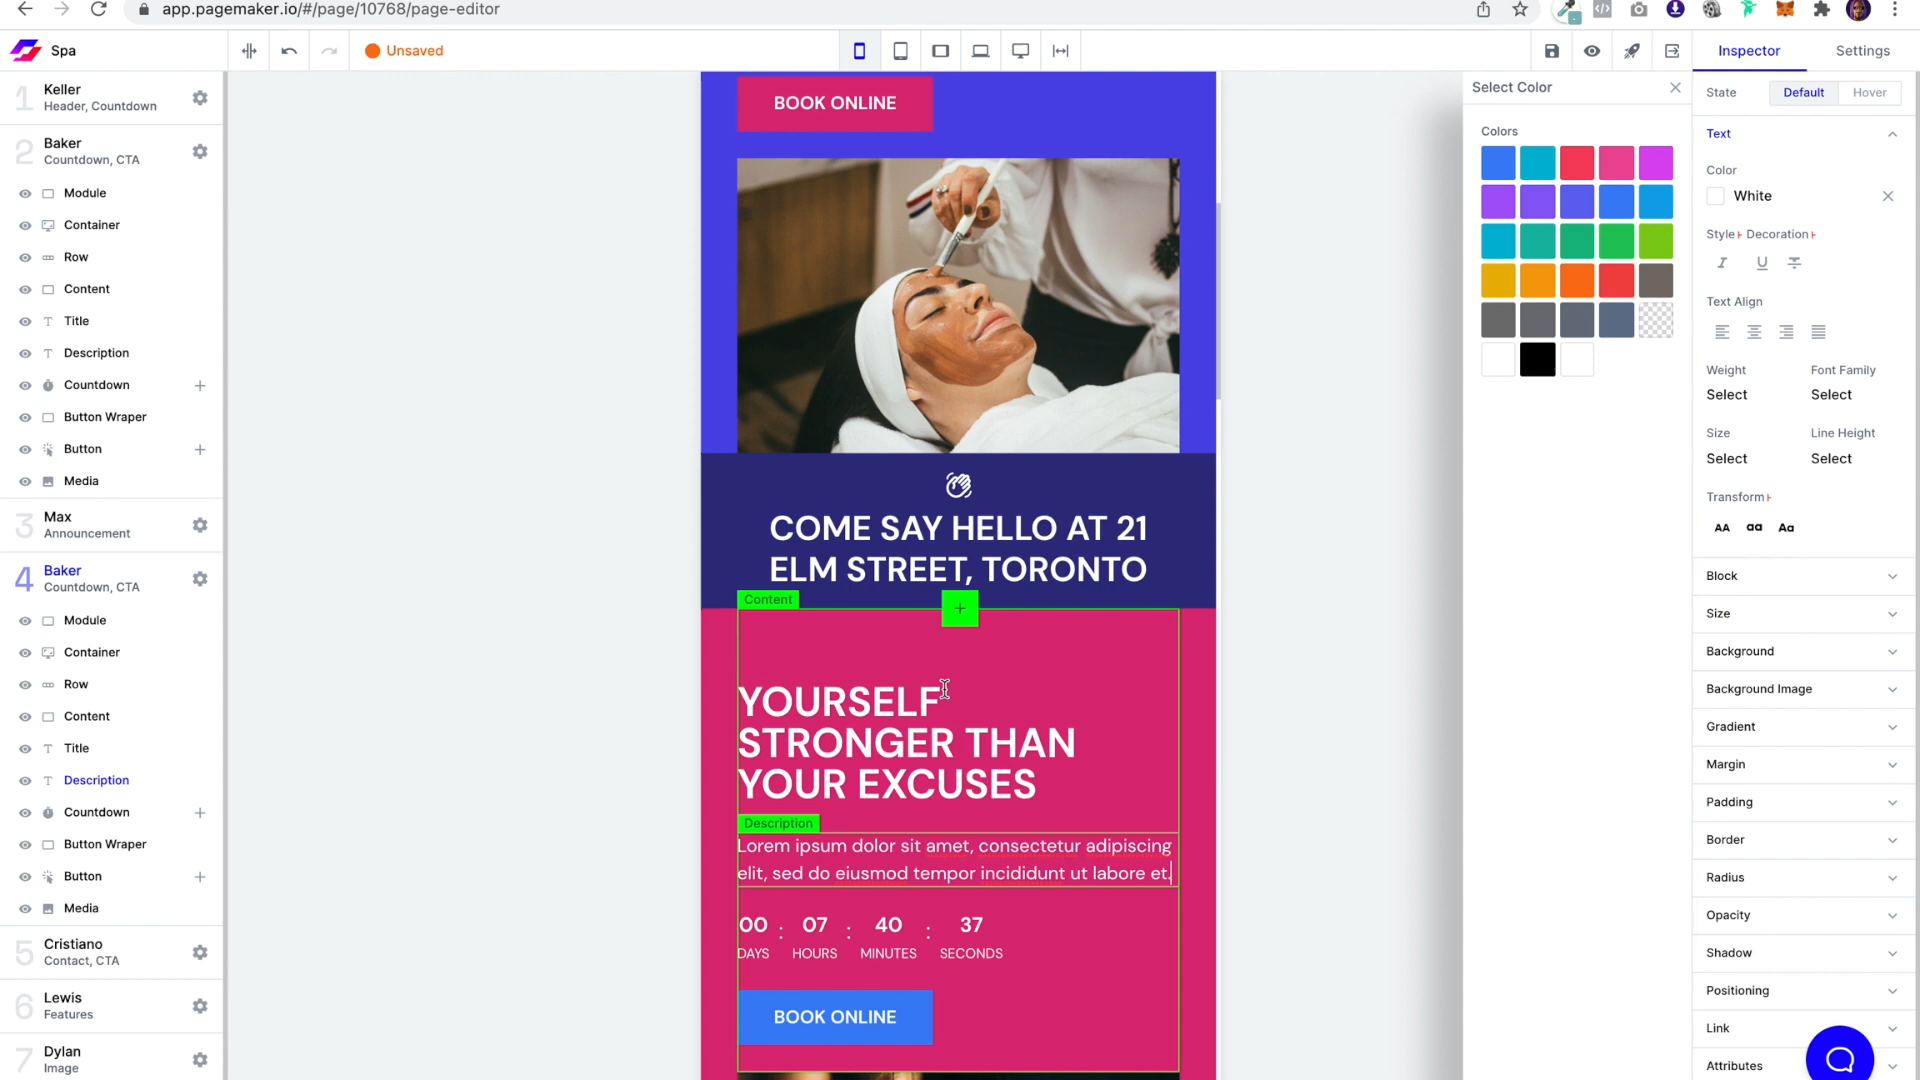 app.pagemaker.io/#/page/10768/page-editor
Spa
Unsaved
Inspector
Settings
1
Keller
Header, Countdown
2
Baker
Countdown, CTA
Module
Container
Row
Content
Title
Description
Countdown
Button Wraper
Button
Media
3
Max
Announcement
4
Baker
Countdown, CTA
Module
Container
Row
Content
Title
Description
Countdown
Button Wraper
Button
Media
5
Cristiano
Contact, CTA
6
Lewis
Features
7
Dylan
Image
BOOK ONLINE
COME SAY HELLO AT 21
ELM STREET, TORONTO
Content
YOURSELF
STRONGER THAN
YOUR EXCUSES
Description
Lorem ipsum dolor sit amet, consectetur adipiscing
elit, sed do eiusmod tempor incididunt ut labore et.
00 : 07 : 40 : 37
DAYS HOURS MINUTES SECONDS
BOOK ONLINE
Select Color
Colors
State
Default
Hover
Text
Color
White
Style Decoration
Text Align
Weight Font Family
Select Select
Size Line Height
Select Select
Transform
AA aa Aa
Block
Size
Background
Background Image
Gradient
Margin
Padding
Border
Radius
Opacity
Shadow
Positioning
Link
Attributes